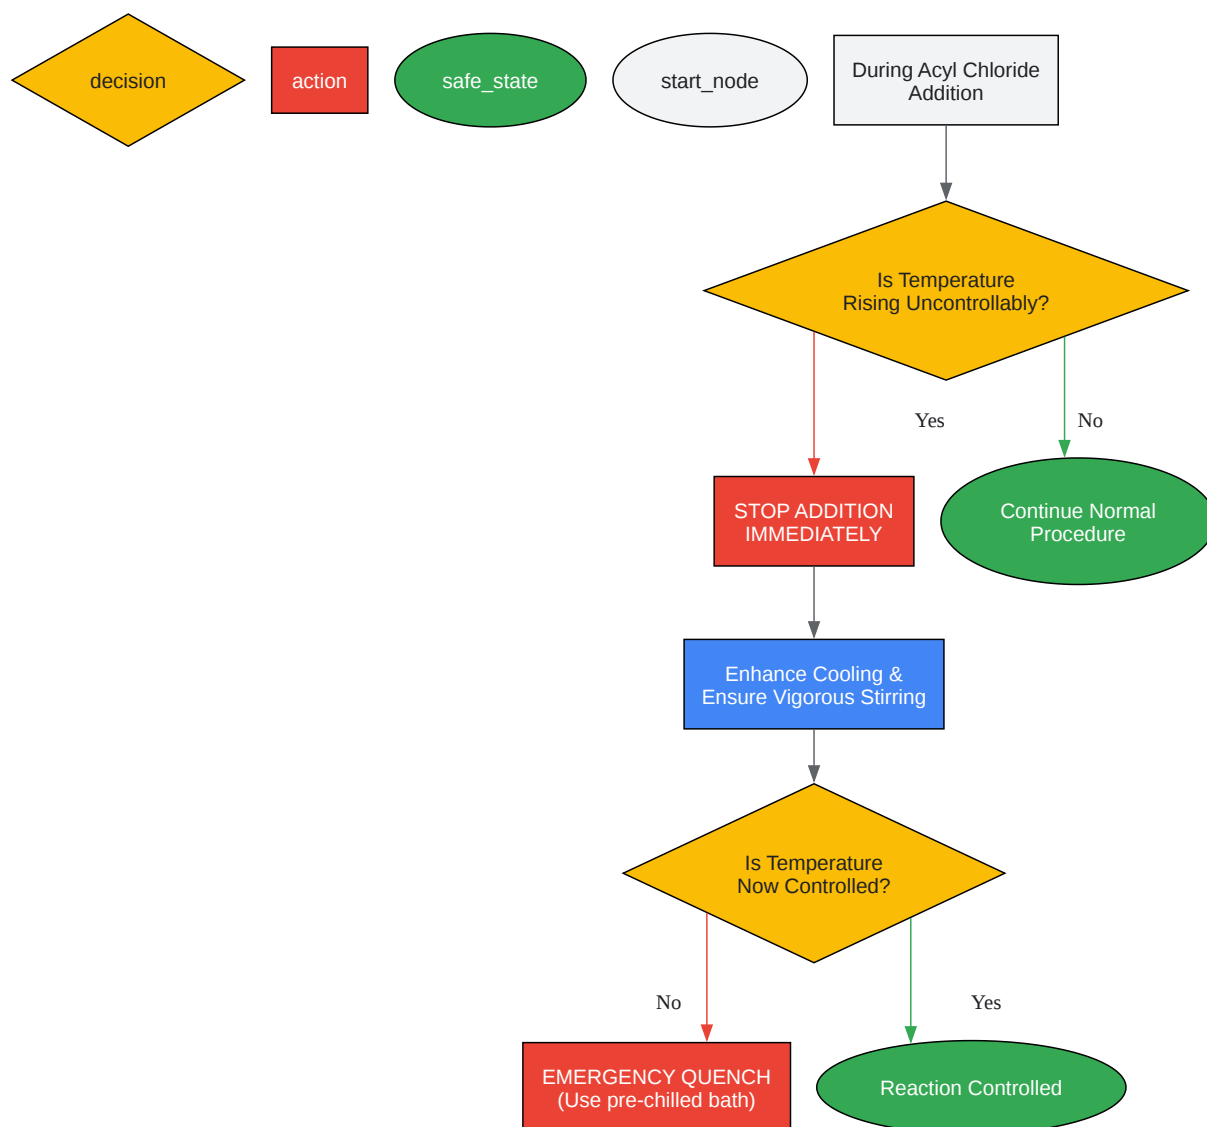 decision
action
safe_state
start_node
During Acyl Chloride
Addition
Is Temperature
Rising Uncontrollably?
Yes
No
STOP ADDITION
IMMEDIATELY
Continue Normal
Procedure
Enhance Cooling &
Ensure Vigorous Stirring
Is Temperature
Now Controlled?
No
Yes
EMERGENCY QUENCH
(Use pre-chilled bath)
Reaction Controlled